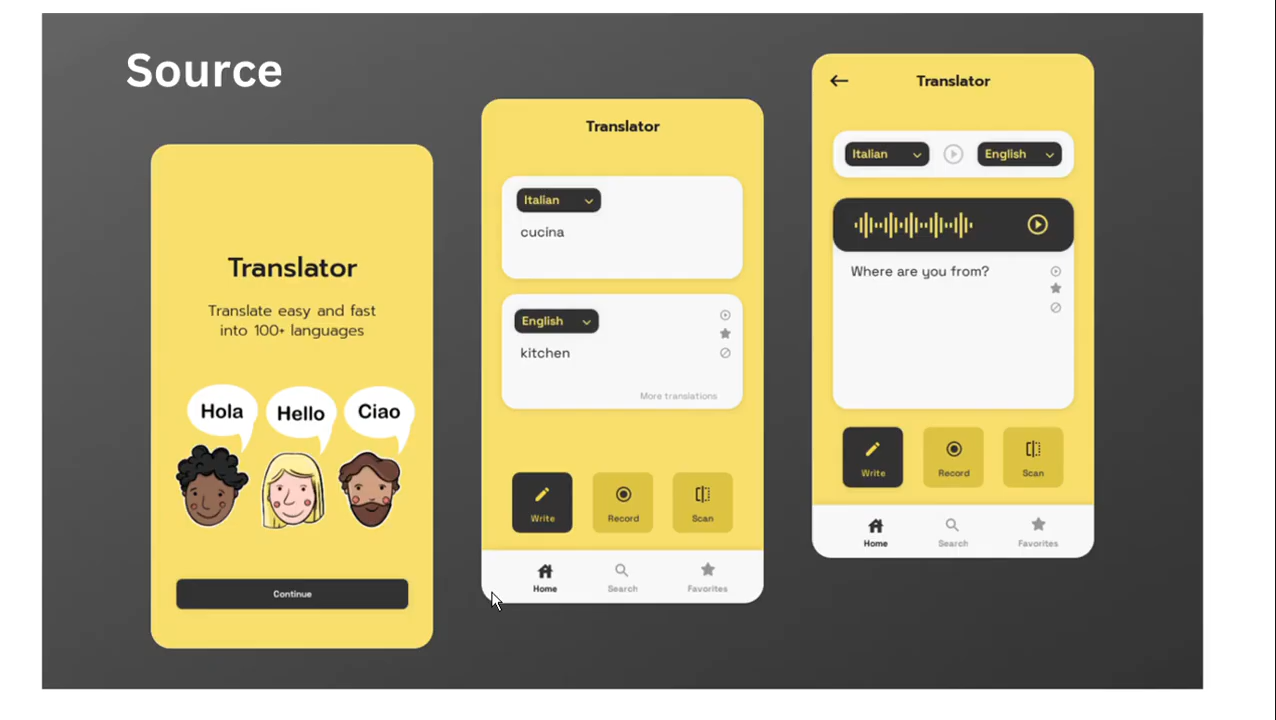 Source
Translator
Translate easy and fast
into 100+ languages
Hola
Hello
Ciao
Continue
Translator
Italian
cucina
English
kitchen
More translations
Write
Record
Scan
Home
Search
Favorites
Translator
Italian
English
Where are you from?
Write
Record
Scan
Home
Search
Favorites